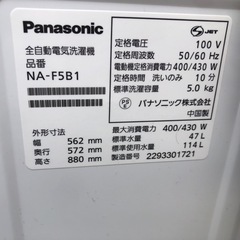 Panasonic
JET
全自動電気洗濯機
品番
NA-F5B1
定格電圧 100 V
定格周波数 50/60 Hz
電動機定格消費電力 400/430 W
定格時間 洗いのみ 10 分
標準洗濯容量 5.0 kg
パナソニック株式会社
中国製
外形寸法
幅 562 mm
奥行 572 mm
高さ 880 mm
最大消費電力 400/430 W
標準水量 47 L
標準使用水量 114 L
製造番号 2293301721